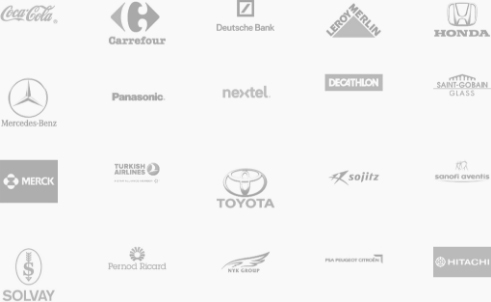 Coca-Cola
Carrefour
Deutsche Bank
LEROY MERLIN
HONDA
Mercedes-Benz
Panasonic
nextel
DECATHLON
SAINT-GOBAIN
GLASS
MERCK
TURKISH
AIRLINES
TOYOTA
sojitz
sanofi aventis
SOLVAY
Pernod Ricard
NYK GROUP
PSA PEUGEOT CITROËN
HITACHI